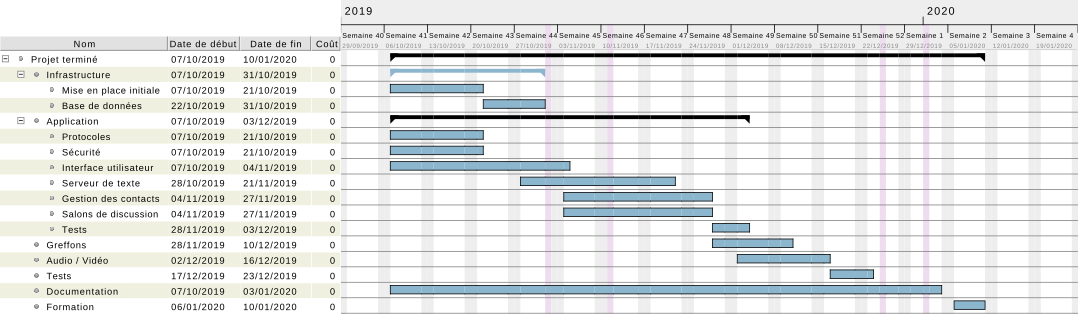 2019 2020
Semaine 40 Semaine 41 Semaine 42 Semaine 43 Semaine 44 Semaine 45 Semaine 46 Semaine 47 Semaine 48 Semaine 49 Semaine 50 Semaine 51 Semaine 52 Semaine 1 Semaine 2 Semaine 3 Semaine 4
Nom Date de début Date de fin Coût 29/09/2019 06/10/2019 13/10/2019 20/10/2019 27/10/2019 03/11/2019 10/11/2019 17/11/2019 24/11/2019 01/12/2019 08/12/2019 15/12/2019 22/12/2019 29/12/2019 05/01/2020 12/01/2020 19/01/2020
Projet terminé 07/10/2019 10/01/2020 0
Infrastructure 07/10/2019 31/10/2019 0
Mise en place initiale 07/10/2019 21/10/2019 0
Base de données 22/10/2019 31/10/2019 0
Application 07/10/2019 03/12/2019 0
Protocoles 07/10/2019 21/10/2019 0
Sécurité 07/10/2019 21/10/2019 0
Interface utilisateur 07/10/2019 04/11/2019 0
Serveur de texte 28/10/2019 21/11/2019 0
Gestion des contacts 04/11/2019 27/11/2019 0
Salons de discussion 04/11/2019 27/11/2019 0
Tests 28/11/2019 03/12/2019 0
Greffons 28/11/2019 10/12/2019 0
Audio / Vidéo 02/12/2019 16/12/2019 0
Tests 17/12/2019 23/12/2019 0
Documentation 07/10/2019 03/01/2020 0
Formation 06/01/2020 10/01/2020 0